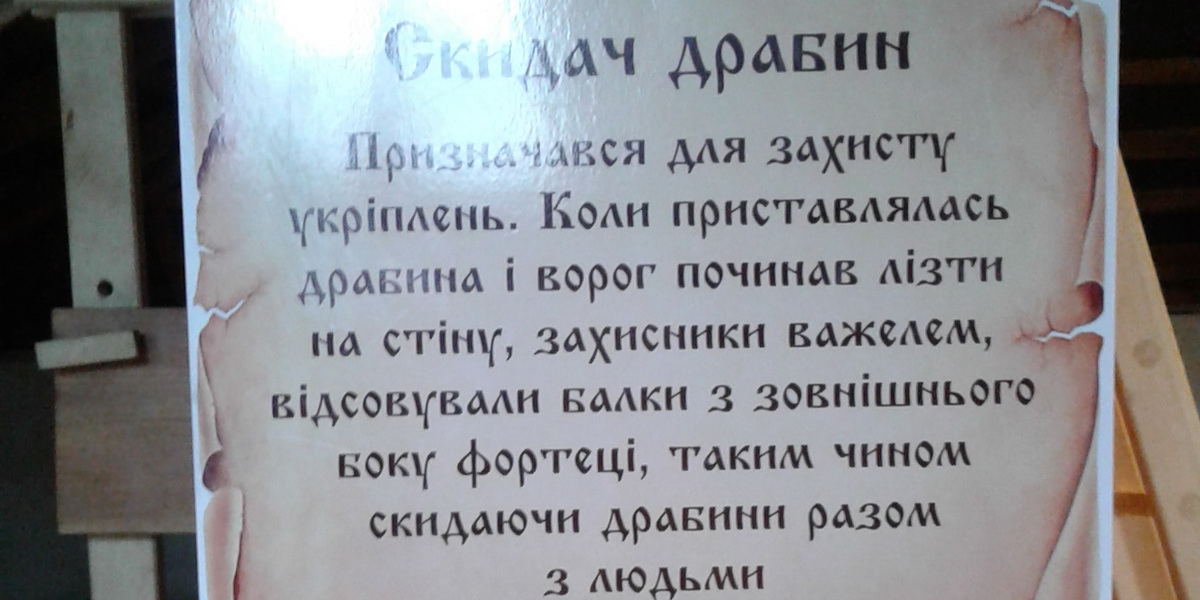 Скидач драбин
Призначався для захисту
укріплень. Коли приставлялась
драбина і ворог починав лізти
на стіну, захисники важелем,
відсовували балки з зовнішнього
боку фортеці, таким чином
скидаючи драбини разом
з людьми